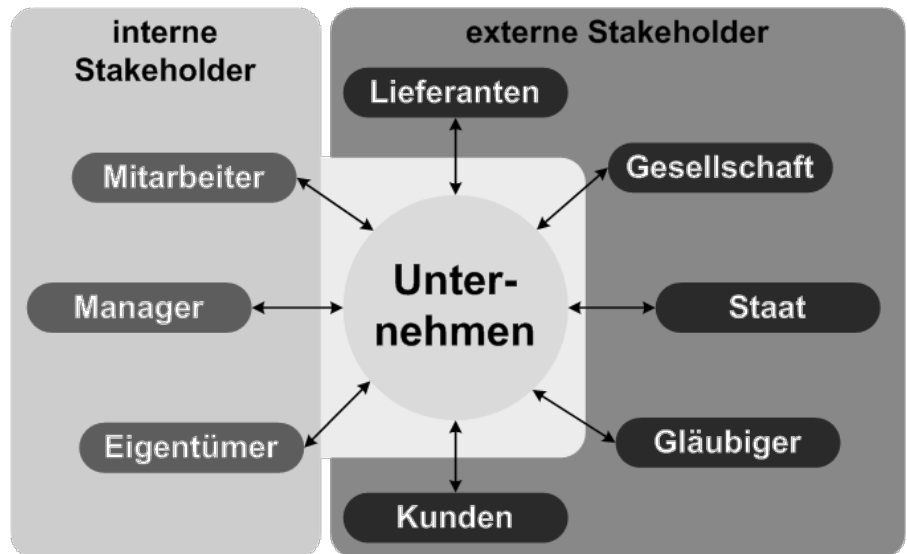 interne
Stakeholder
externe Stakeholder
Lieferanten
Mitarbeiter
Gesellschaft
Manager
Unter-
nehmen
Staat
Eigentümer
Gläubiger
Kunden